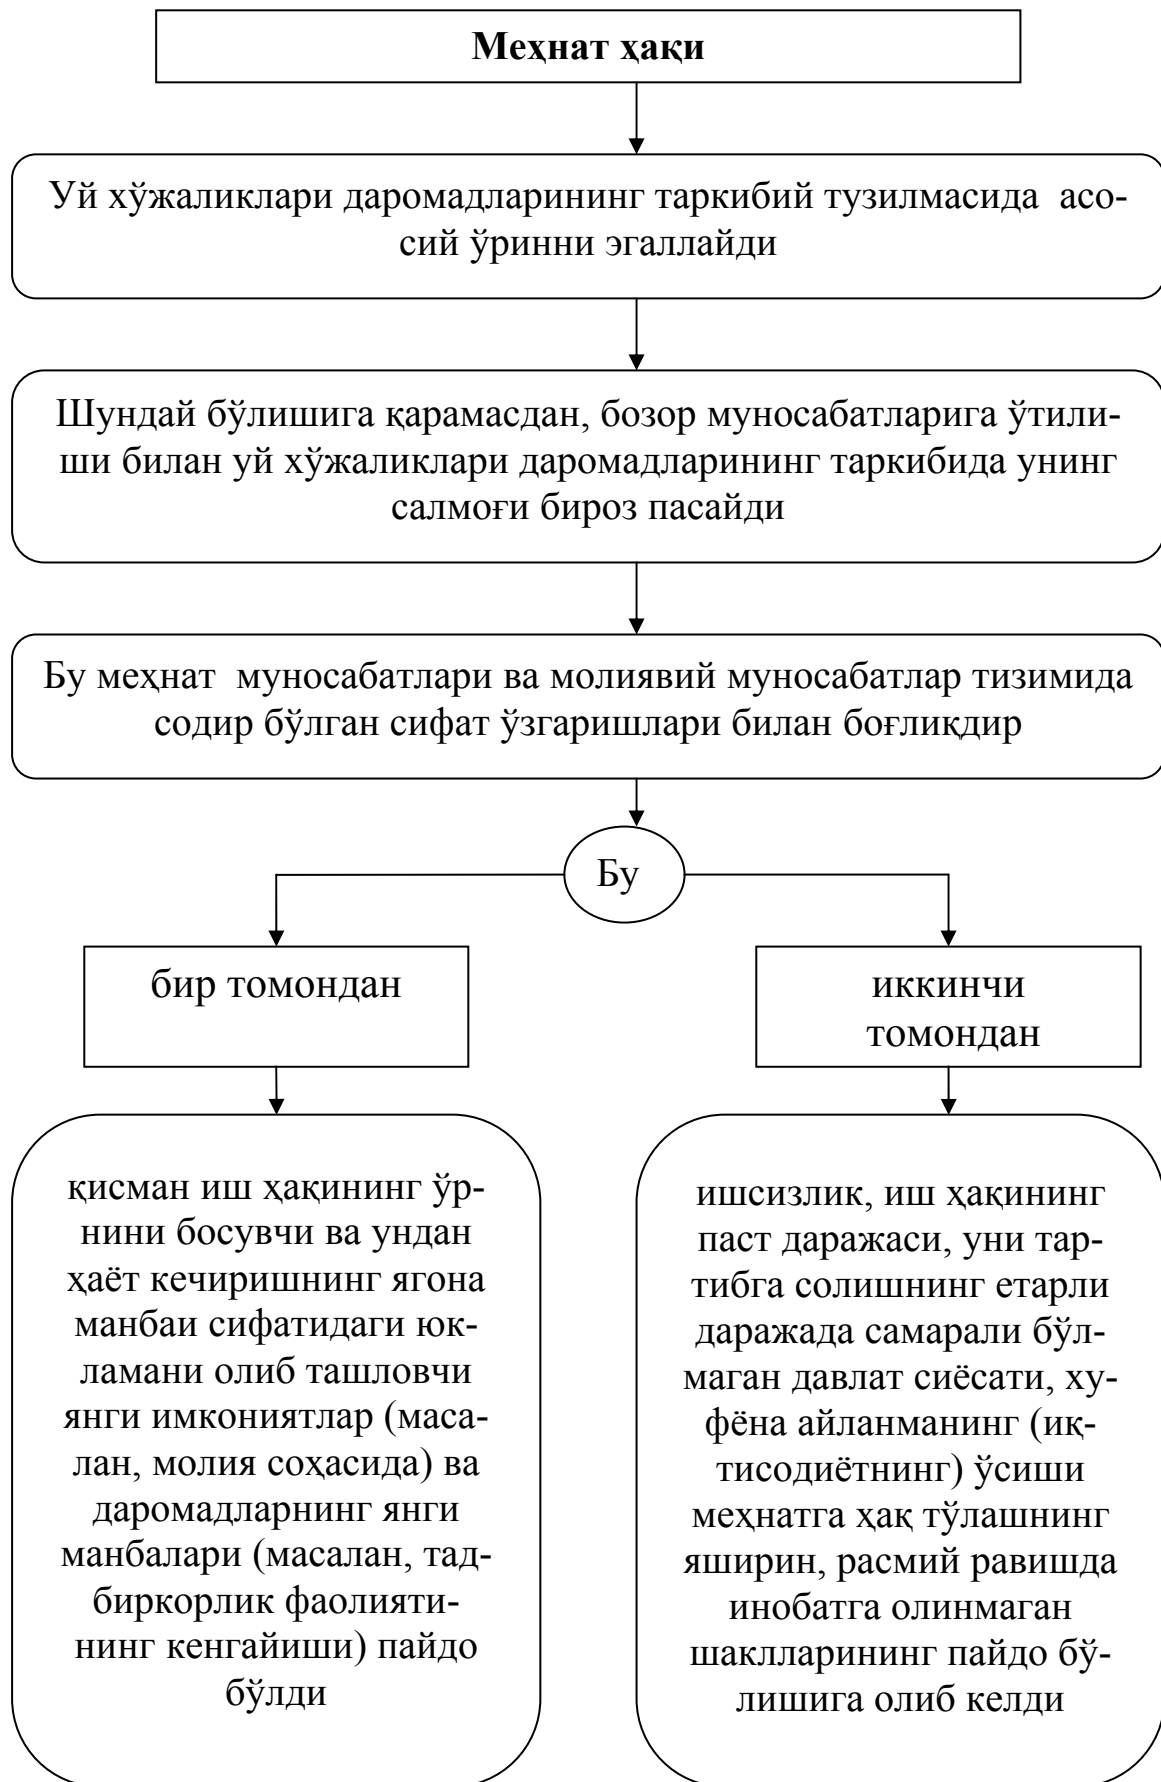 Меҳнат ҳақи
Уй хўжаликлари даромадларининг таркибий тузилмасида асо-
сий ўринни эгаллайди
Шундай бўлишига қарамасдан, бозор муносабатларига ўтили-
ши билан уй хўжаликлари даромадларининг таркибида унинг
салмоғи бироз пасайди
Бу меҳнат муносабатлари ва молиявий муносабатлар тизимида
содир бўлган сифат ўзгаришлари билан боғлиқдир
Бу
бир томондан
иккинчи
томондан
қисман иш ҳақининг ўр-
нини босувчи ва ундан
ҳаёт кечиришнинг ягона
манбаи сифатидаги юк-
ламани олиб ташловчи
янги имкониятлар (маса-
лан, молия соҳасида) ва
даромадларнинг янги
манбалари (масалан, тад-
биркорлик фаолияти-
нинг кенгайиши) пайдо
бўлди
ишсизлик, иш ҳақининг
паст даражаси, уни тар-
тибга солишнинг етарли
даражада самарали бўл-
маган давлат сиёсати, ху-
фёна айланманинг (иқ-
тисодиётнинг) ўсиши
меҳнатга ҳақ тўлашнинг
яширин, расмий равишда
инобатга олинмаган
шаклларининг пайдо бў-
лишига олиб келди